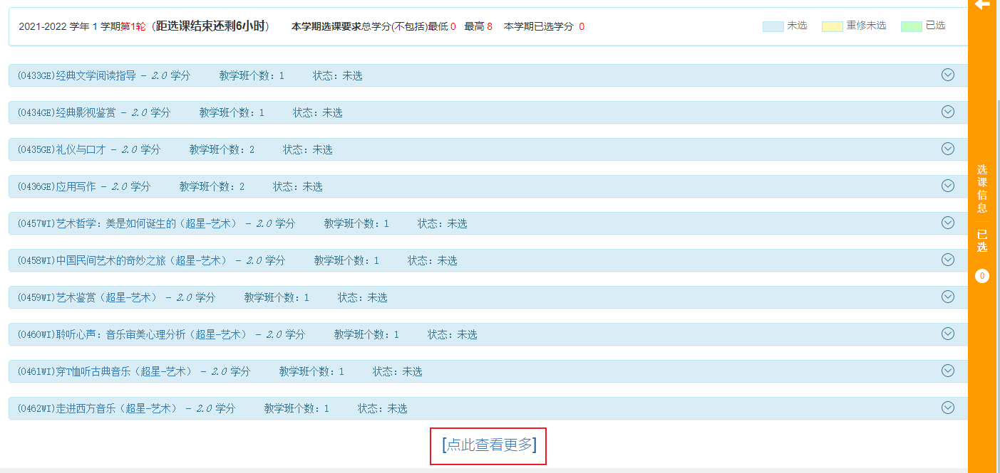 2021-2022 学年 1 学期第1轮（距选课结束还剩6小时） 本学期选课要求总学分(不包括)最低 0 最高 8 本学期已选学分 0 未选 重修未选 已选
(0433GE)经典文学阅读指导 - 2.0 学分 教学班个数：1 状态：未选
(0434GE)经典影视鉴赏 - 2.0 学分 教学班个数：1 状态：未选
(0435GE)礼仪与口才 - 2.0 学分 教学班个数：2 状态：未选
(0436GE)应用写作 - 2.0 学分 教学班个数：2 状态：未选
(0457WI)艺术哲学：美是如何诞生的（超星-艺术） - 2.0 学分 教学班个数：1 状态：未选
(0458WI)中国民间艺术的奇妙之旅（超星-艺术） - 2.0 学分 教学班个数：1 状态：未选
(0459WI)艺术鉴赏（超星-艺术） - 2.0 学分 教学班个数：1 状态：未选
(0460WI)聆听心声：音乐审美心理分析（超星-艺术） - 2.0 学分 教学班个数：1 状态：未选
(0461WI)穿T恤听古典音乐（超星-艺术） - 2.0 学分 教学班个数：1 状态：未选
(0462WI)走进西方音乐（超星-艺术） - 2.0 学分 教学班个数：1 状态：未选
[点此查看更多]
选课信息
已选
0